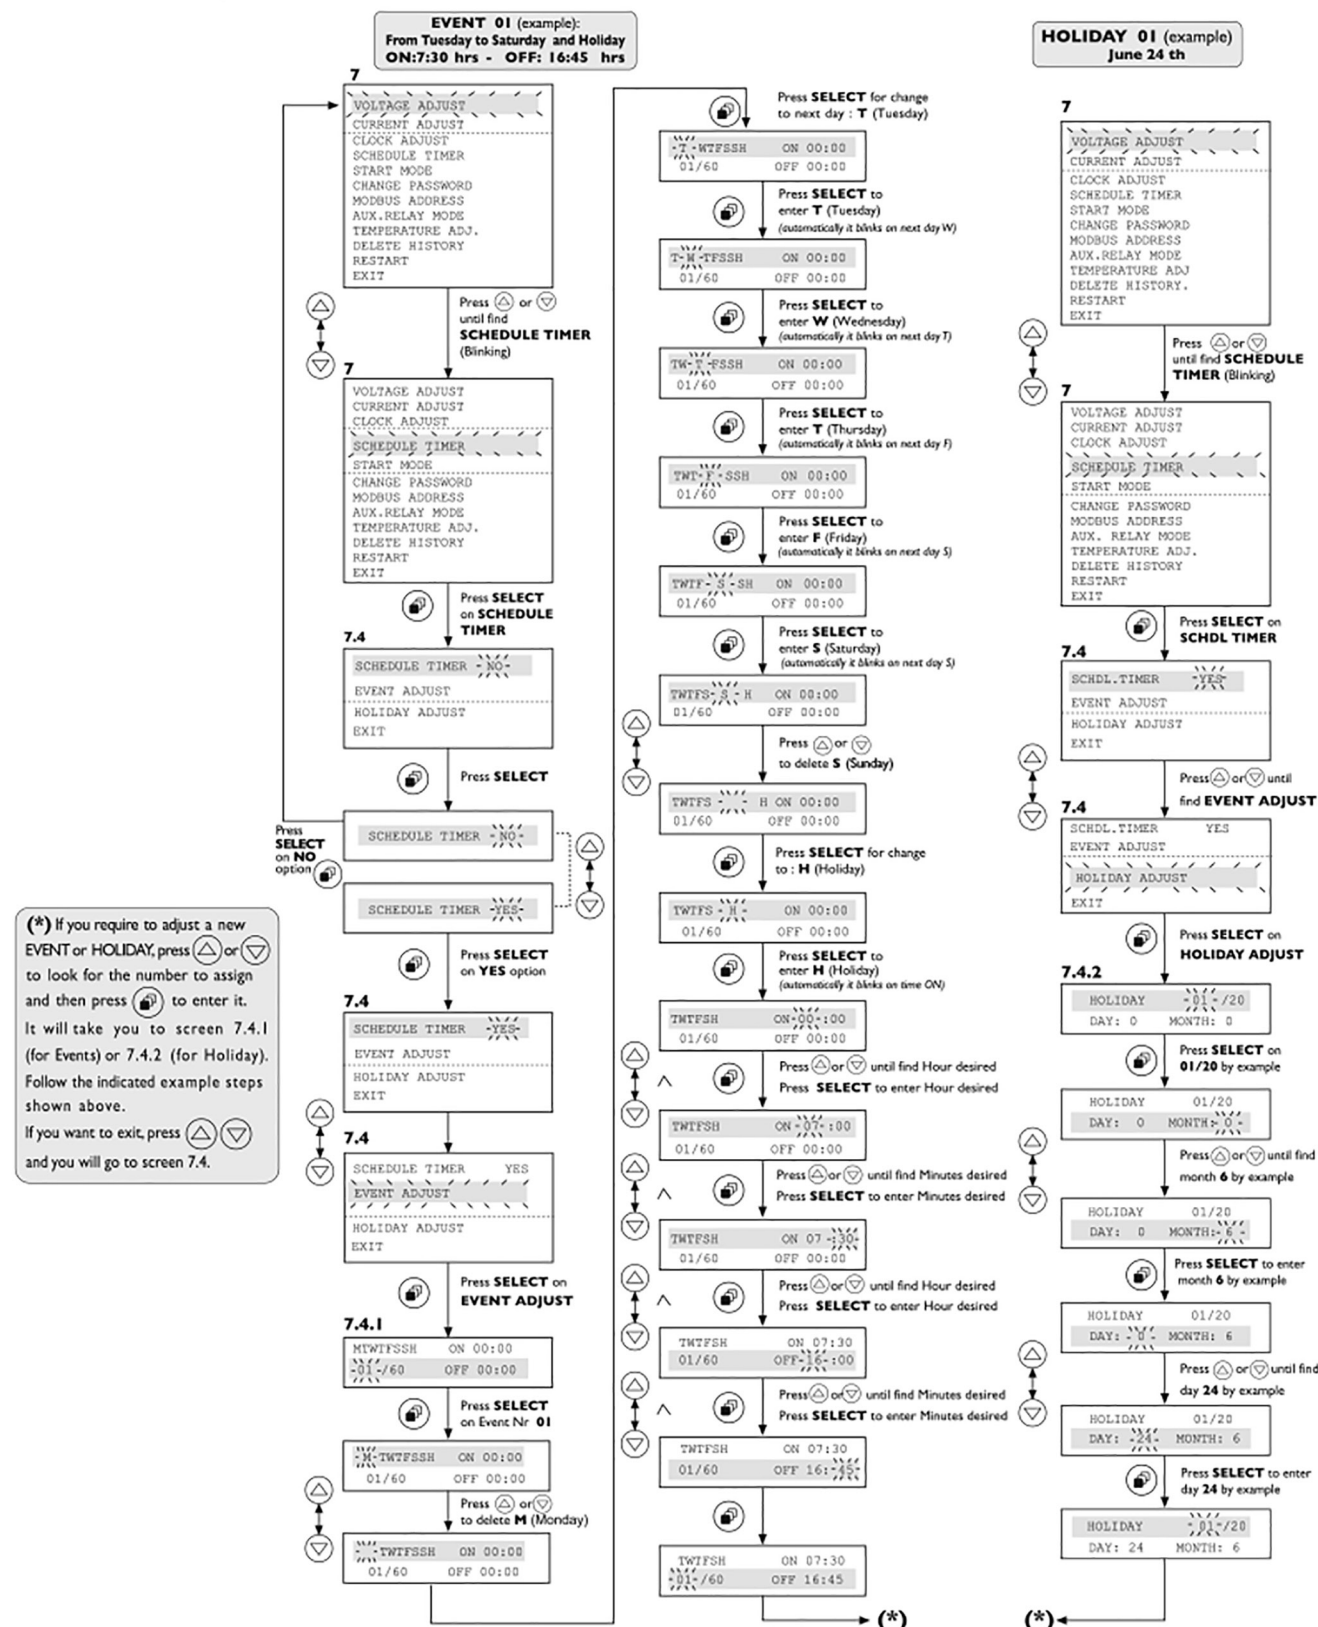 EVENT 01 (example):
From Tuesday to Saturday and Holiday
ON:7:30 hrs - OFF: 16:45 hrs
7
VOLTAGE ADJUST
CURRENT ADJUST
CLOCK ADJUST
SCHEDULE TIMER
START MODE
CHANGE PASSWORD
MODBUS ADDRESS
AUX.RELAY MODE
TEMPERATURE ADJ.
DELETE HISTORY
RESTART
EXIT
Press or
until find
SCHEDULE TIMER
(Blinking)
7
VOLTAGE ADJUST
CURRENT ADJUST
CLOCK ADJUST
SCHEDULE TIMER
START MODE
CHANGE PASSWORD
MODBUS ADDRESS
AUX.RELAY MODE
TEMPERATURE ADJ.
DELETE HISTORY
RESTART
EXIT
Press SELECT
on SCHEDULE
TIMER
7.4
SCHEDULE TIMER -NO-
EVENT ADJUST
HOLIDAY ADJUST
EXIT
Press SELECT
Press
SELECT
on NO
option
SCHEDULE TIMER -NO-
SCHEDULE TIMER -YES-
Press SELECT
on YES option
7.4
SCHEDULE TIMER -YES-
EVENT ADJUST
HOLIDAY ADJUST
EXIT
7.4
SCHEDULE TIMER YES
EVENT ADJUST
HOLIDAY ADJUST
EXIT
Press SELECT on
EVENT ADJUST
7.4.1
MTWTFSSH ON 00:00
-01-/60 OFF 00:00
Press SELECT
on Event Nr 01
-M-TWTFSSH ON 00:00
01/60 OFF 00:00
Press or
to delete M (Monday)
- -TWTFSSH ON 00:00
01/60 OFF 00:00
(*) If you require to adjust a new
EVENT or HOLIDAY, press or
to look for the number to assign
and then press to enter it.
It will take you to screen 7.4.1
(for Events) or 7.4.2 (for Holiday).
Follow the indicated example steps
shown above.
If you want to exit, press
and you will go to screen 7.4.
Press SELECT for change
to next day : T (Tuesday)
-T-WTFSSH ON 00:00
01/60 OFF 00:00
Press SELECT to
enter T (Tuesday)
(automatically it blinks on next day W)
T-W-TFSSH ON 00:00
01/60 OFF 00:00
Press SELECT to
enter W (Wednesday)
(automatically it blinks on next day T)
TW-T-FSSH ON 00:00
01/60 OFF 00:00
Press SELECT to
enter T (Thursday)
(automatically it blinks on next day F)
TWT-F-SSH ON 00:00
01/60 OFF 00:00
Press SELECT to
enter F (Friday)
(automatically it blinks on next day S)
TWTF-S-SH ON 00:00
01/60 OFF 00:00
Press SELECT to
enter S (Saturday)
(automatically it blinks on next day S)
TWTFS-S-H ON 00:00
01/60 OFF 00:00
Press or
to delete S (Sunday)
TWTFS - H ON 00:00
01/60 OFF 00:00
Press SELECT for change
to : H (Holiday)
TWTFS -H- ON 00:00
01/60 OFF 00:00
Press SELECT to
enter H (Holiday)
(automatically it blinks on time ON)
TWTFSH ON-00-:00
01/60 OFF 00:00
Press or until find Hour desired
Press SELECT to enter Hour desired
TWTFSH ON-07-:00
01/60 OFF 00:00
Press or until find Minutes desired
Press SELECT to enter Minutes desired
TWTFSH ON 07-:30-
01/60 OFF 00:00
Press or until find Hour desired
Press SELECT to enter Hour desired
TWTFSH ON 07:30
01/60 OFF-16-:00
Press or until find Minutes desired
Press SELECT to enter Minutes desired
TWTFSH ON 07:30
01/60 OFF 16:-45-
TWTFSH ON 07:30
-01-/60 OFF 16:45
(*)
HOLIDAY 01 (example)
June 24 th
7
VOLTAGE ADJUST
CURRENT ADJUST
CLOCK ADJUST
SCHEDULE TIMER
START MODE
CHANGE PASSWORD
MODBUS ADDRESS
AUX.RELAY MODE
TEMPERATURE ADJ
DELETE HISTORY.
RESTART
EXIT
Press or
until find SCHEDULE
TIMER (Blinking)
7
VOLTAGE ADJUST
CURRENT ADJUST
CLOCK ADJUST
SCHEDULE TIMER
START MODE
CHANGE PASSWORD
MODBUS ADDRESS
AUX. RELAY MODE
TEMPERATURE ADJ.
DELETE HISTORY
RESTART
EXIT
Press SELECT on
SCHDL TIMER
7.4
SCHDL.TIMER -YES-
EVENT ADJUST
HOLIDAY ADJUST
EXIT
Press or until
find EVENT ADJUST
7.4
SCHDL.TIMER YES
EVENT ADJUST
HOLIDAY ADJUST
EXIT
Press SELECT on
HOLIDAY ADJUST
7.4.2
HOLIDAY -01-/20
DAY: 0 MONTH: 0
Press SELECT on
01/20 by example
HOLIDAY 01/20
DAY: 0 MONTH:-0-
Press or until find
month 6 by example
HOLIDAY 01/20
DAY: 0 MONTH:-6-
Press SELECT to enter
month 6 by example
HOLIDAY 01/20
DAY:-0- MONTH: 6
Press or until find
day 24 by example
HOLIDAY 01/20
DAY: -24- MONTH: 6
Press SELECT to enter
day 24 by example
HOLIDAY -01-/20
DAY: 24 MONTH: 6
(*)